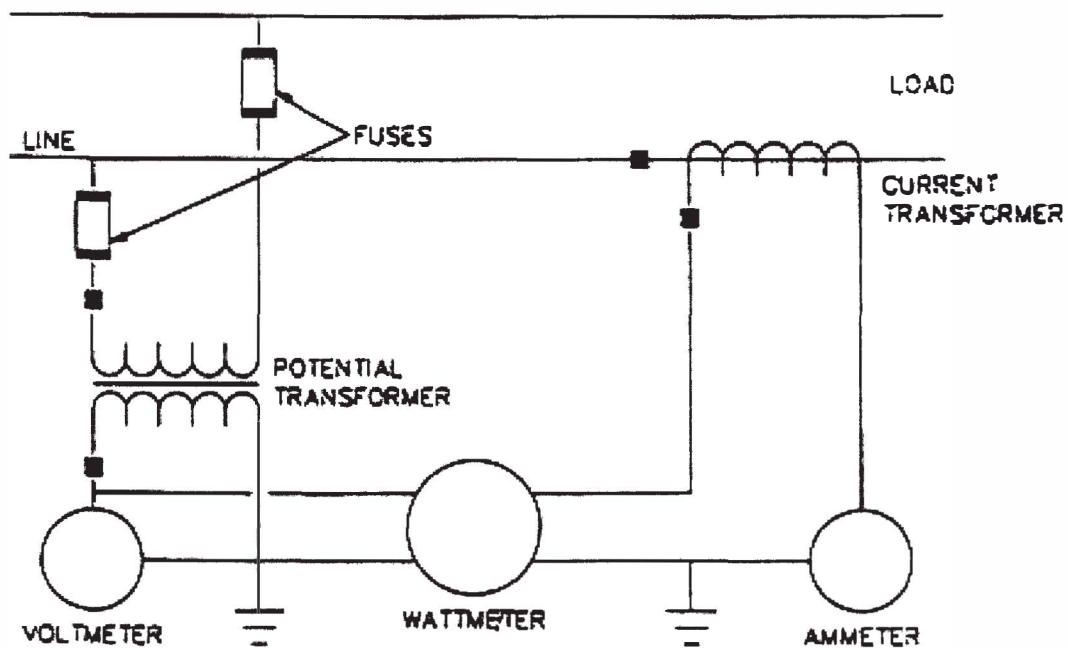 LOAD
LINE
FUSES
CURRENT
TRANSFORMER
POTENTIAL
TRANSFORMER
VOLTMETER
WATTMETER
AMMETER